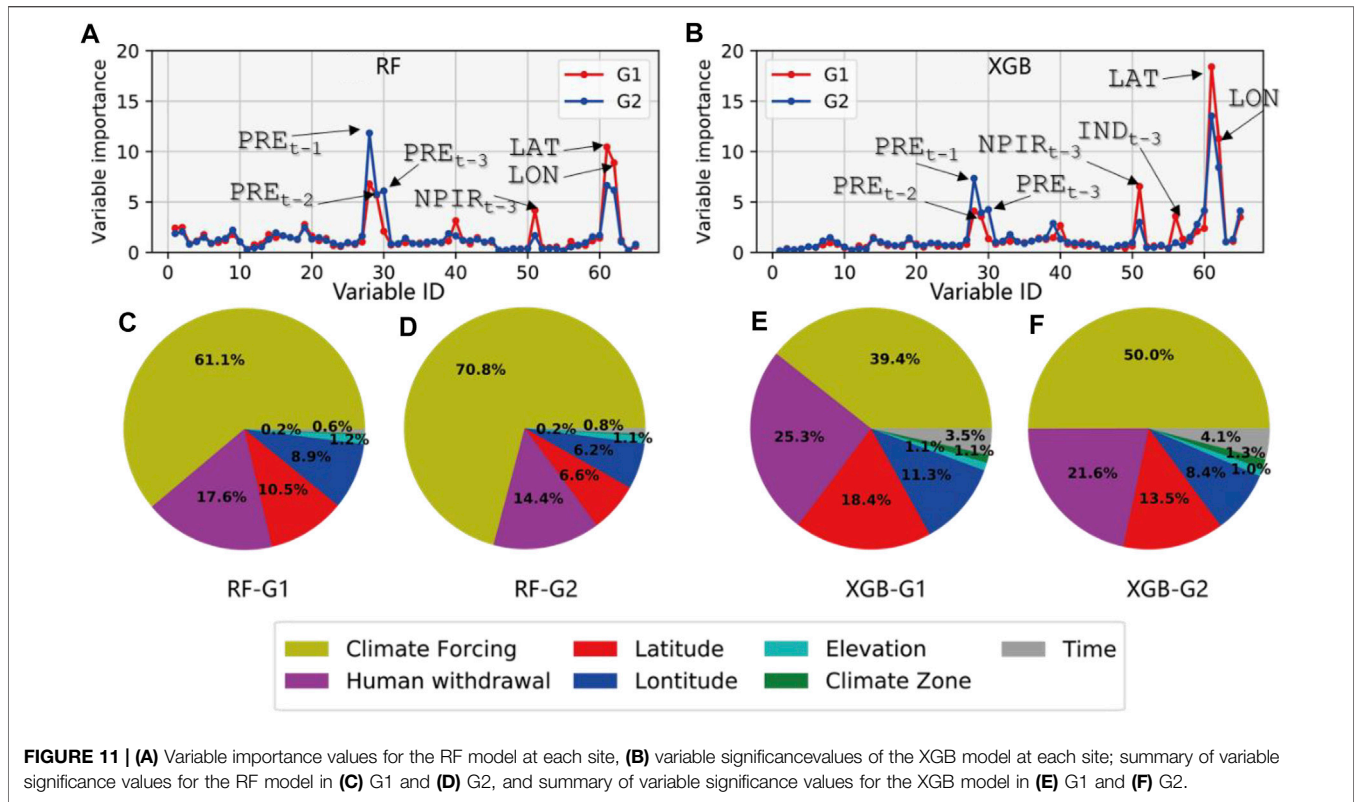 A
B
RF
XGB
G1
G2
G1
G2
Variable importance
Variable importance
20
15
10
5
0
20
15
10
5
0
PREt-1
PREt-2
PREt-3
NPIRt-3
LAT
LON
PREt-1
PREt-2
PREt-3
NPIRt-3
INDt-3
LAT
LON
0 10 20 30 40 50 60
0 10 20 30 40 50 60
Variable ID
Variable ID
C
D
E
F
61.1%
0.2%
0.6%
1.2%
8.9%
10.5%
17.6%
70.8%
0.2%
0.8%
1.1%
6.2%
6.6%
14.4%
39.4%
3.5%
1.1%
1.1%
11.3%
18.4%
25.3%
50.0%
4.1%
1.3%
1.0%
8.4%
13.5%
21.6%
RF-G1
RF-G2
XGB-G1
XGB-G2
Climate Forcing
Latitude
Elevation
Time
Human withdrawal
Lontitude
Climate Zone
FIGURE 11 | (A) Variable importance values for the RF model at each site, (B) variable significancevalues of the XGB model at each site; summary of variable
significance values for the RF model in (C) G1 and (D) G2, and summary of variable significance values for the XGB model in (E) G1 and (F) G2.